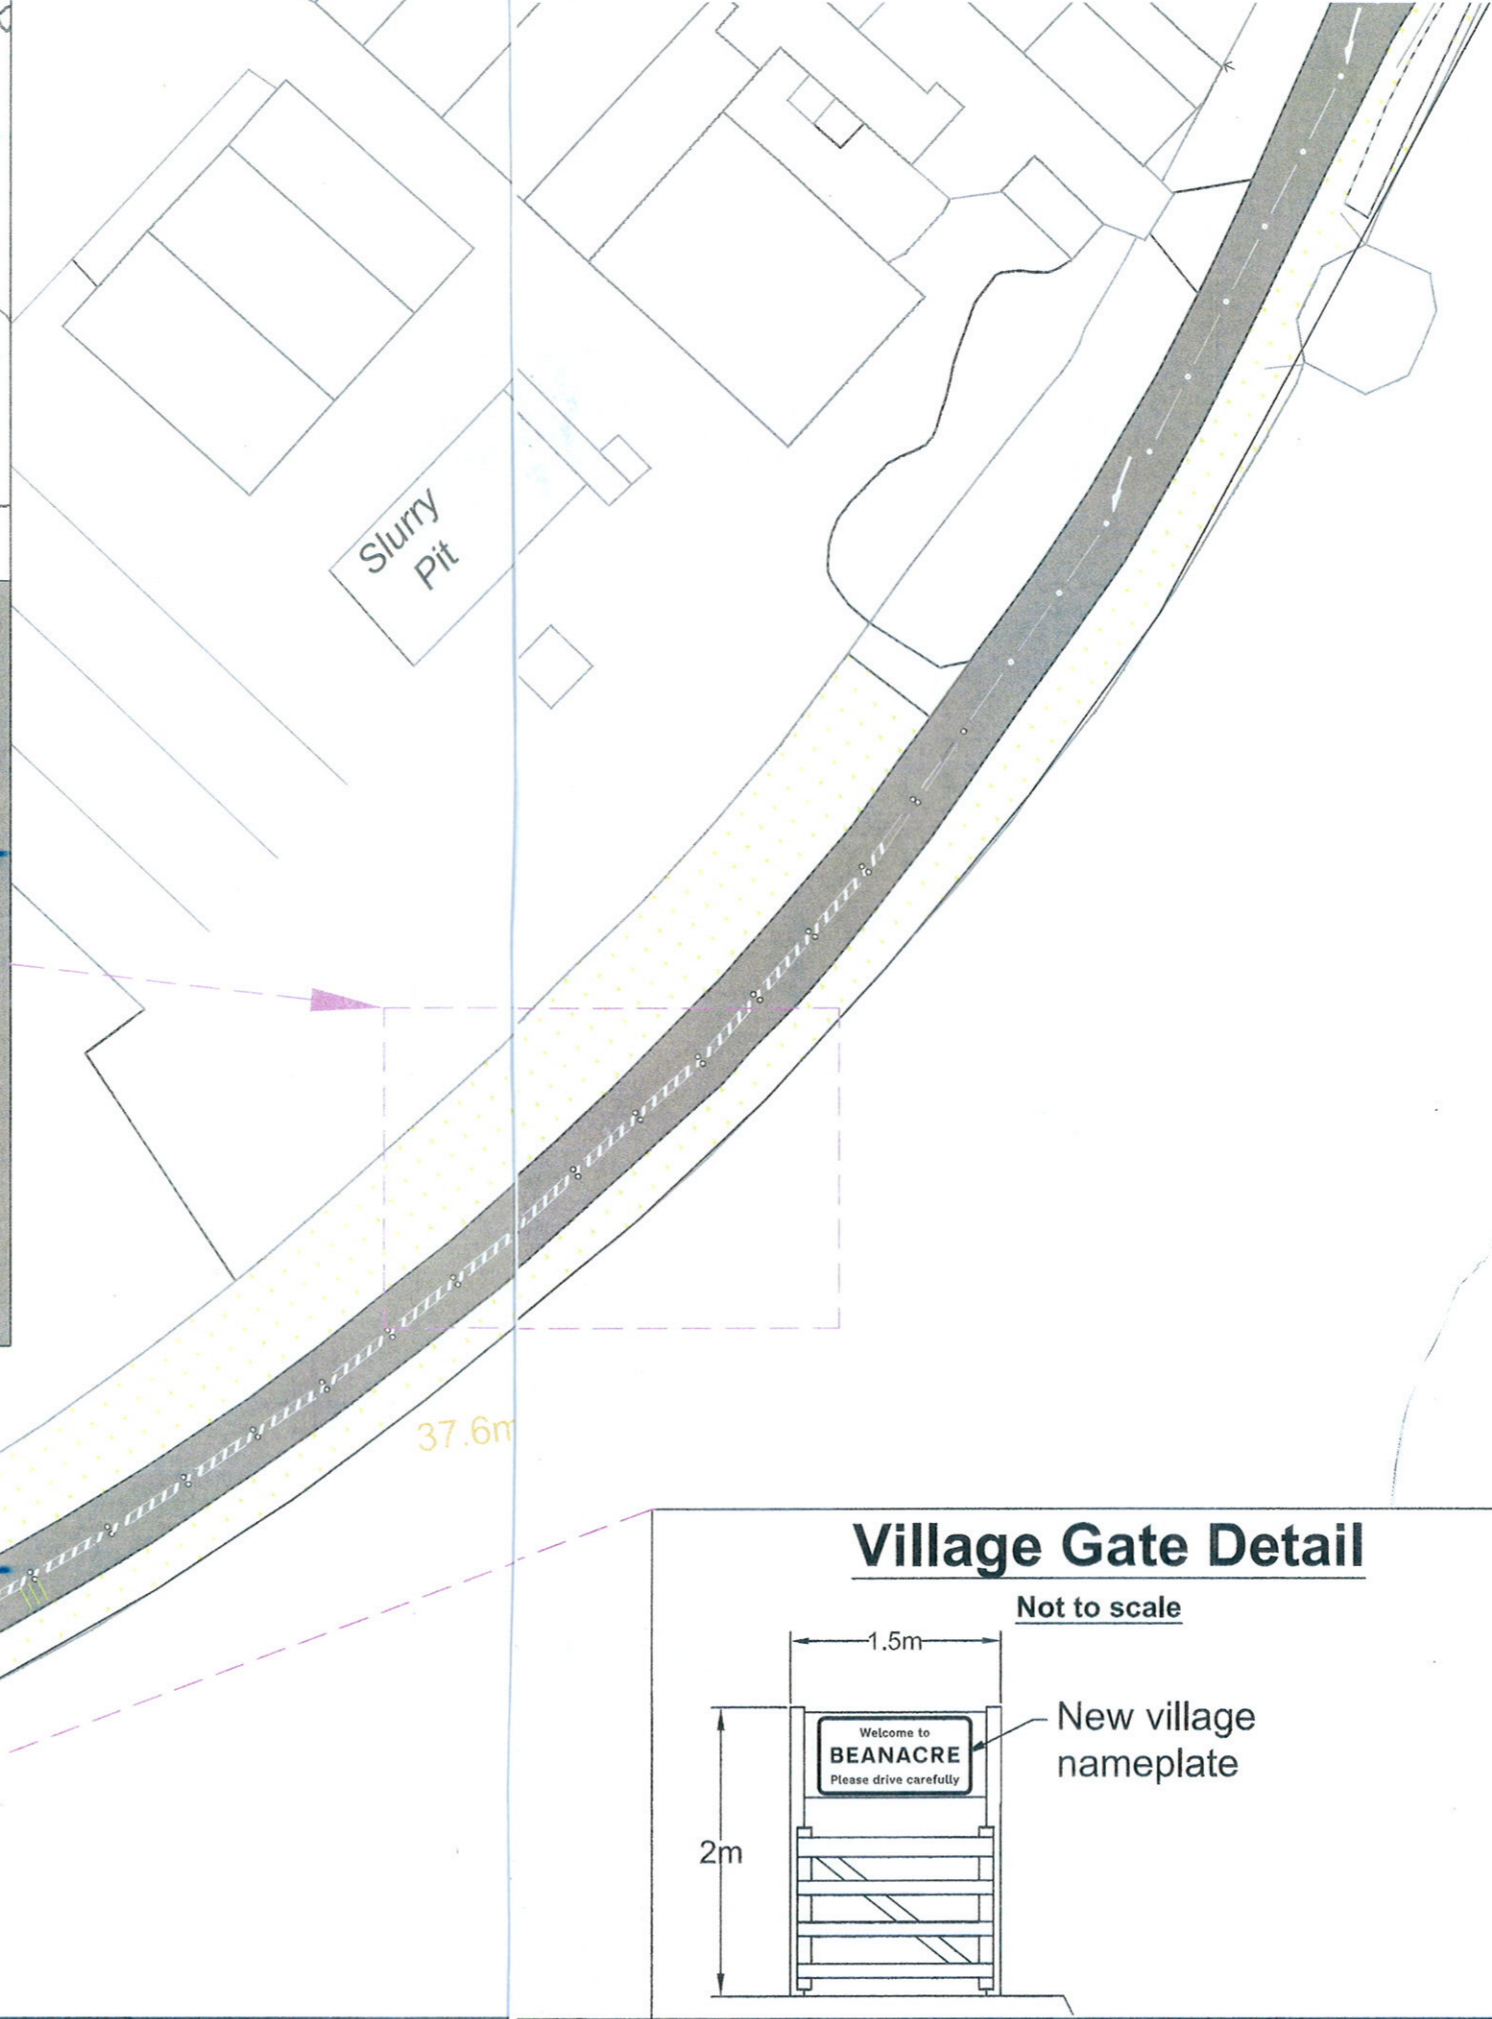 Slurry
Pit
37.6m
Village Gate Detail
Not to scale
1.5m
Welcome to
BEANACRE
Please drive carefully
New village
nameplate
2m